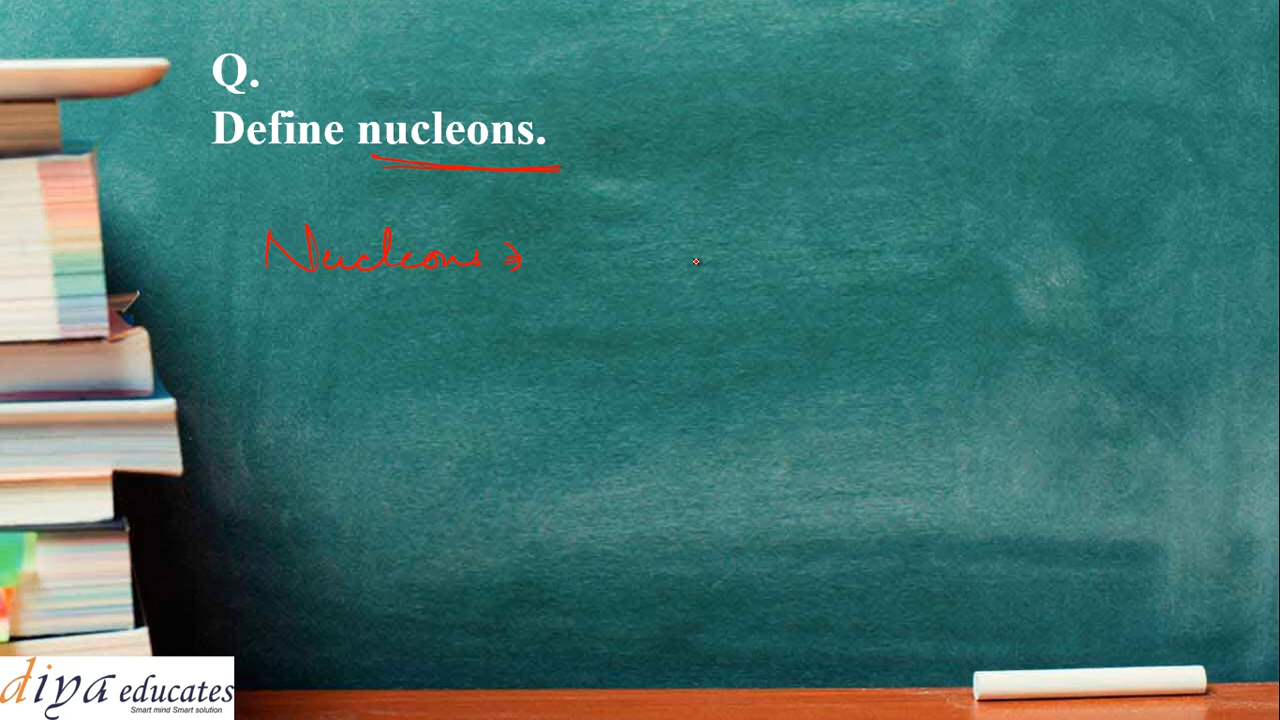 Q.
Define nucleons.
Nucleons ⇒
diya educates
Smart mind Smart solution